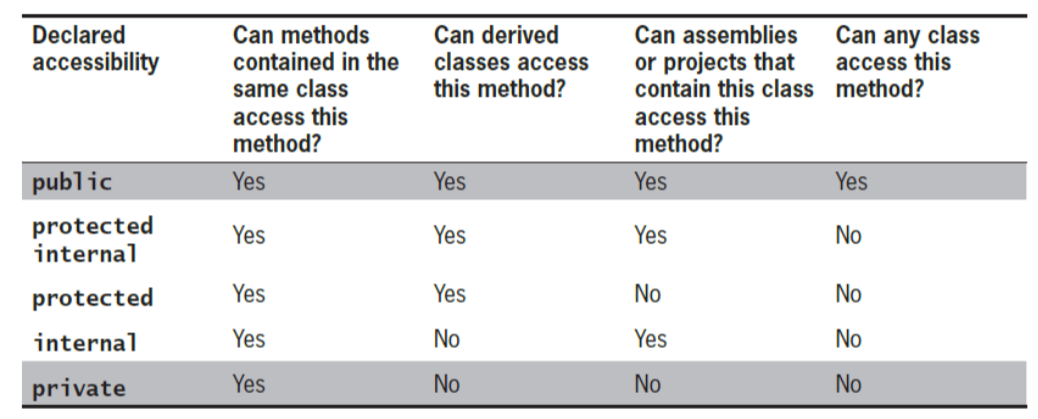 Declared accessibility | Can methods contained in the same class access this method? | Can derived classes access this method? | Can assemblies or projects that contain this class access this method? | Can any class access this method?
public Yes Yes Yes Yes
protected internal Yes Yes Yes No
protected Yes Yes No No
internal Yes No Yes No
private Yes No No No